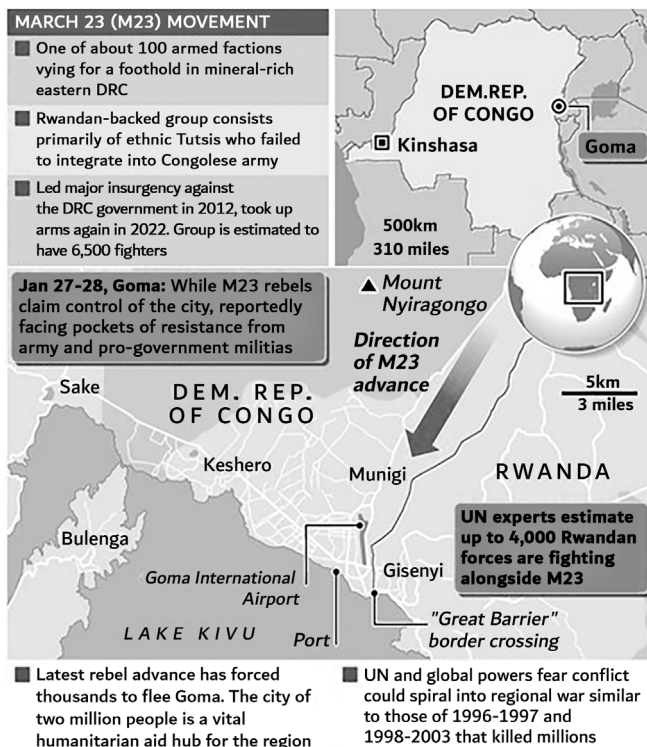 MARCH 23 (M23) MOVEMENT
One of about 100 armed factions
vying for a foothold in mineral-rich
eastern DRC
Rwandan-backed group consists
primarily of ethnic Tutsis who failed
to integrate into Congolese army
Led major insurgency against
the DRC government in 2012, took up
arms again in 2022. Group is estimated to
have 6,500 fighters
DEM.REP.
OF CONGO
Kinshasa
Goma
500km
310 miles
Jan 27-28, Goma: While M23 rebels
claim control of the city, reportedly
facing pockets of resistance from
army and pro-government militias
Mount
Nyiragongo
Direction
of M23
advance
5km
3 miles
Sake
DEM. REP.
OF CONGO
Keshero
Munigi
RWANDA
Bulenga
UN experts estimate
up to 4,000 Rwandan
forces are fighting
alongside M23
Goma International
Airport
Gisenyi
LAKE KIVU
Port
"Great Barrier"
border crossing
Latest rebel advance has forced
thousands to flee Goma. The city of
two million people is a vital
humanitarian aid hub for the region
UN and global powers fear conflict
could spiral into regional war similar
to those of 1996-1997 and
1998-2003 that killed millions